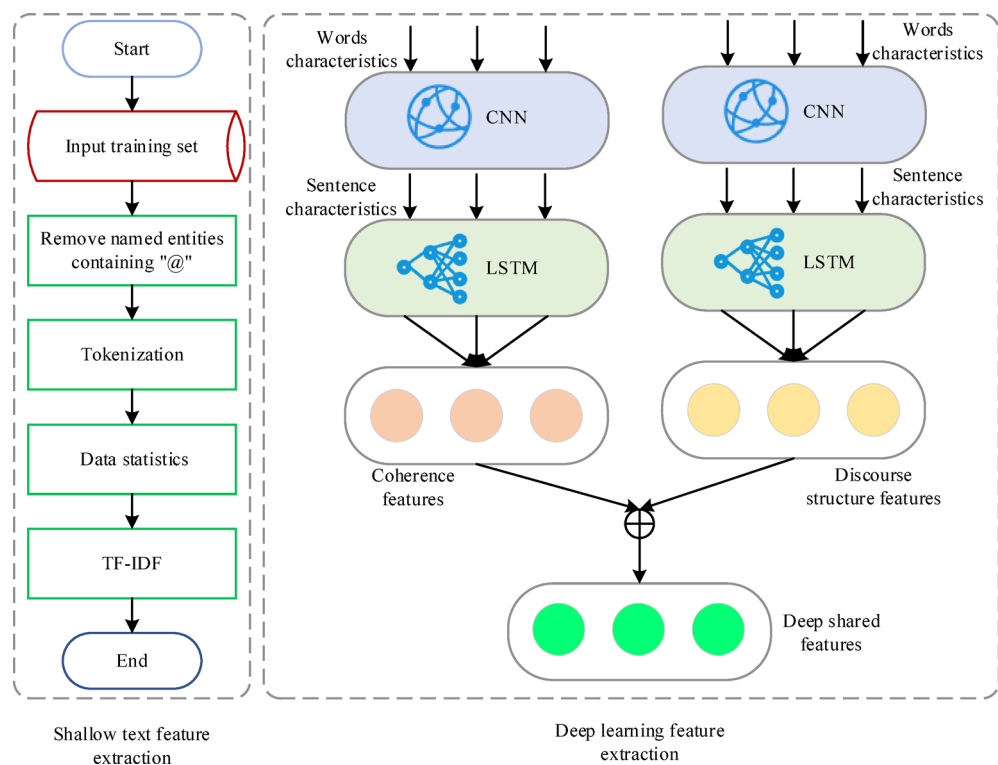 Start
Input training set
Remove named entities
containing "@"
Tokenization
Data statistics
TF-IDF
End
Shallow text feature
extraction
Words
characteristics
CNN
Sentence
characteristics
LSTM
Coherence
features
Words
characteristics
CNN
Sentence
characteristics
LSTM
Discourse
structure features
Deep shared
features
Deep learning feature
extraction